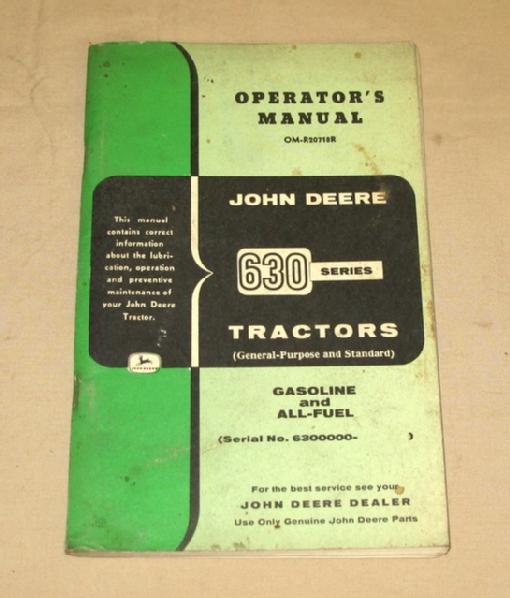 OPERATOR'S
MANUAL
OM-R20718R
This manual
contains correct
information
about the lubri-
cation, operation
and preventive
maintenance of
your John Deere
Tractor.
JOHN DEERE
630 SERIES
TRACTORS
(General-Purpose and Standard)
JOHN DEERE
GASOLINE
and
ALL-FUEL
(Serial No. 6300000- )
For the best service see your
JOHN DEERE DEALER
Use Only Genuine John Deere Parts